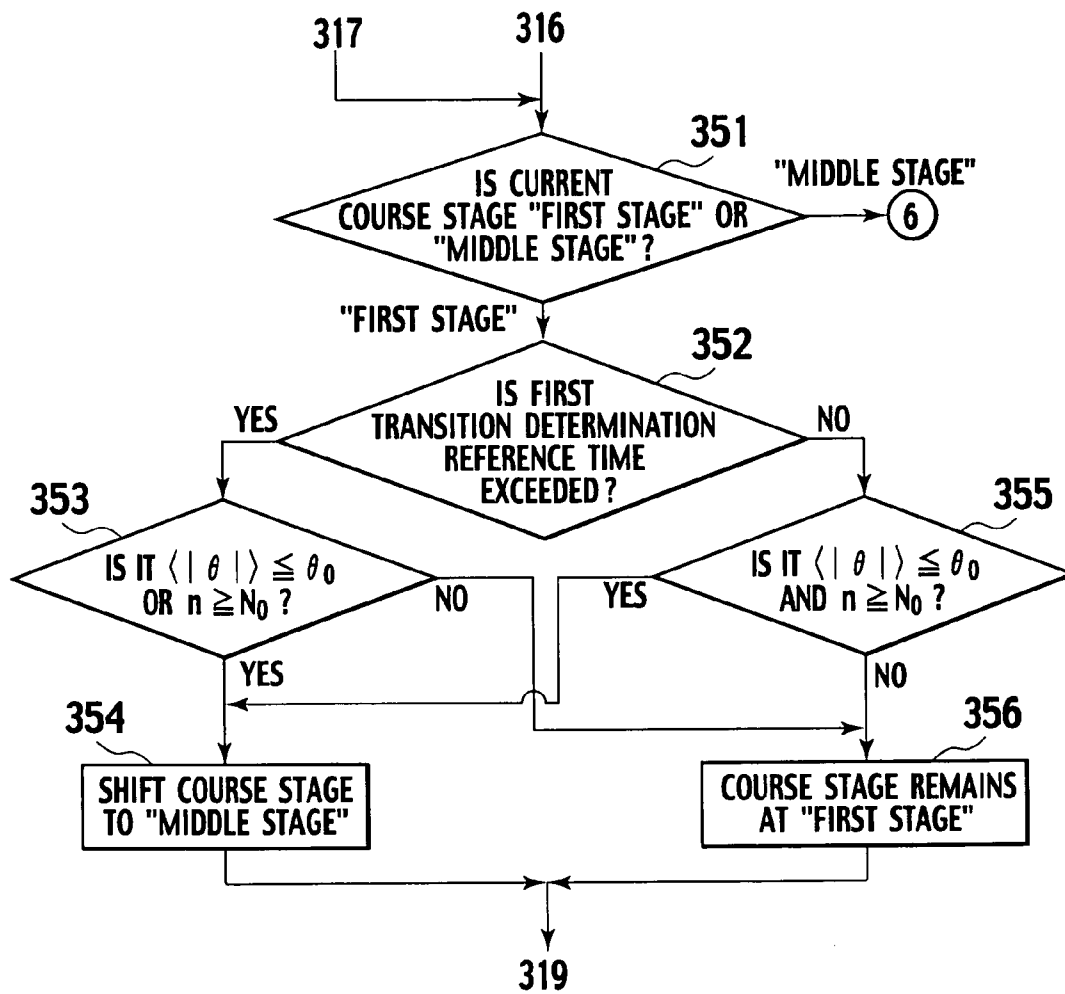 317
316
351
IS CURRENT
COURSE STAGE "FIRST STAGE" OR
"MIDDLE STAGE"?
"MIDDLE STAGE"
6
"FIRST STAGE"
352
IS FIRST
TRANSITION DETERMINATION
REFERENCE TIME
EXCEEDED?
YES
NO
353
IS IT ⟨| θ |⟩ ≦ θ0
OR n ≧ N0 ?
NO
YES
355
IS IT ⟨| θ |⟩ ≦ θ0
AND n ≧ N0 ?
YES
NO
354
SHIFT COURSE STAGE
TO "MIDDLE STAGE"
356
COURSE STAGE REMAINS
AT "FIRST STAGE"
319